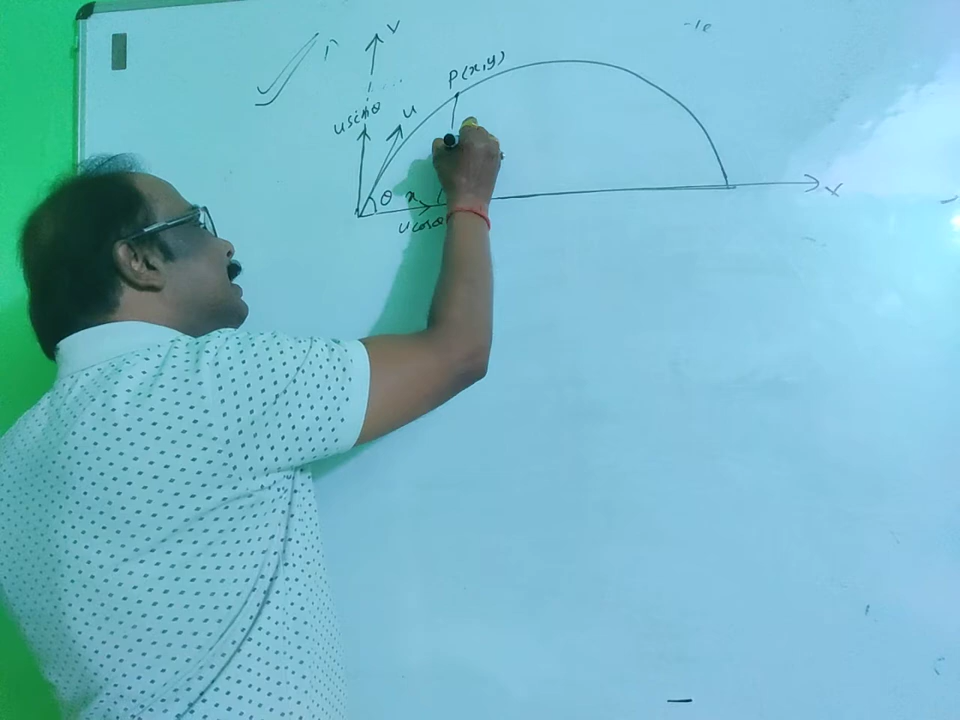 P(x,y)
u sinθ
u
θ
x
u cosθ
x